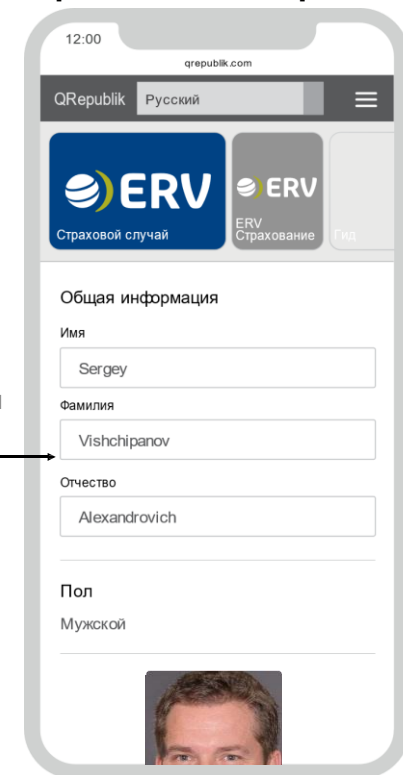 12:00
qrepublik.com
QRepublik Русский
ERV
Страховой случай
ERV
ERV
Страхование
Гид
Общая информация
Имя
Sergey
Фамилия
Vishchipanov
Отчество
Alexandrovich
Пол
Мужской